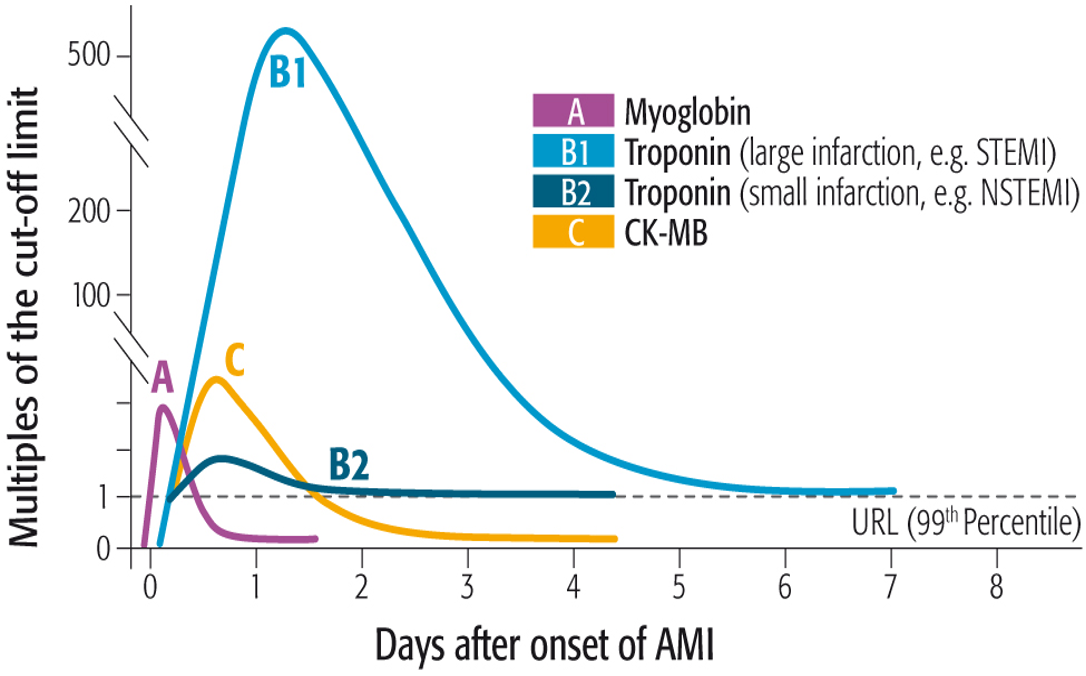 Multiples of the cut-off limit
500
200
100
1
0
A
B1
C
B2
A Myoglobin
B1 Troponin (large infarction, e.g. STEMI)
B2 Troponin (small infarction, e.g. NSTEMI)
C CK-MB
URL (99th Percentile)
0 1 2 3 4 5 6 7 8
Days after onset of AMI